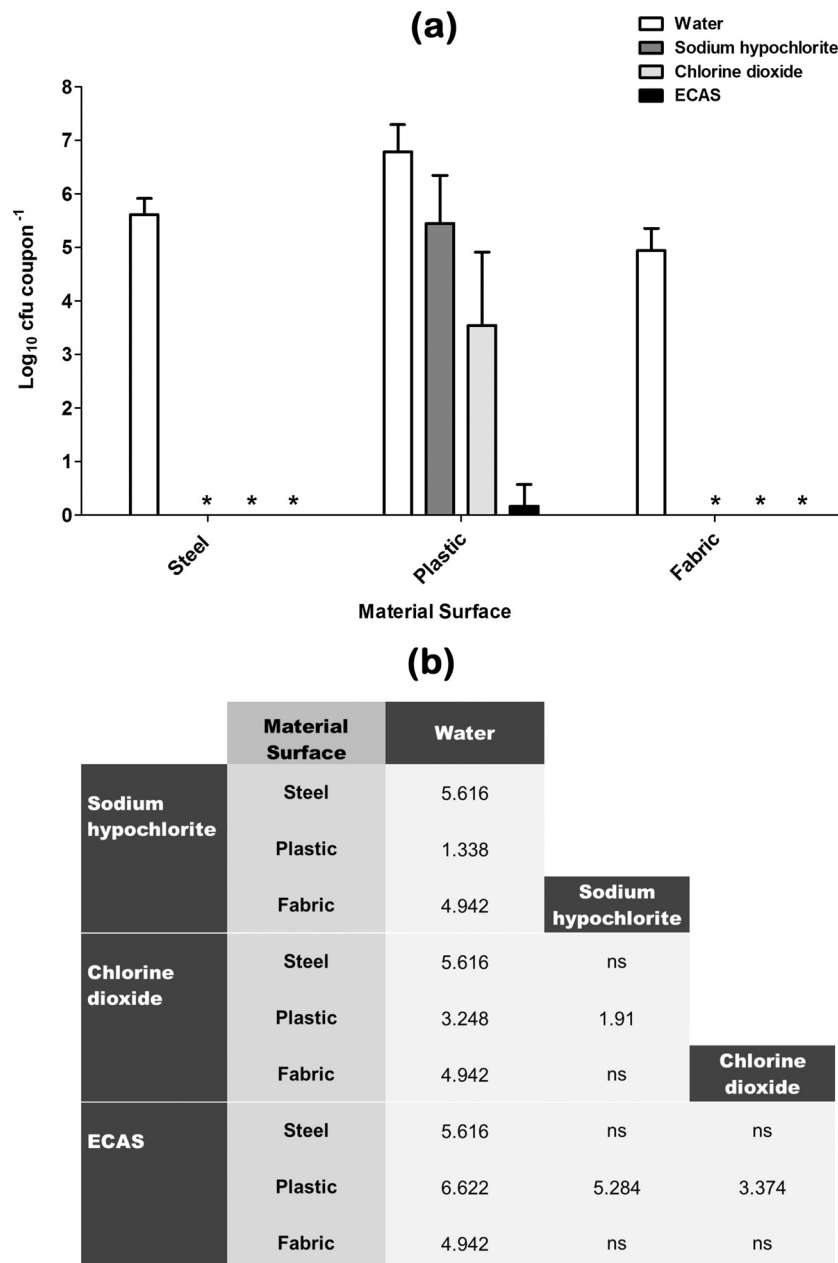 (a)
Water
Sodium hypochlorite
Chlorine dioxide
ECAS
8
7
6
5
4
3
2
1
0
Log₁₀ cfu coupon⁻¹
* * *
* * *
Steel
Plastic
Fabric
Material Surface
(b)
Material
Surface
Water
Sodium
hypochlorite
Steel 5.616
Plastic 1.338
Fabric 4.942
Sodium
hypochlorite
Chlorine
dioxide
Steel 5.616 ns
Plastic 3.248 1.91
Fabric 4.942 ns
Chlorine
dioxide
ECAS
Steel 5.616 ns ns
Plastic 6.622 5.284 3.374
Fabric 4.942 ns ns